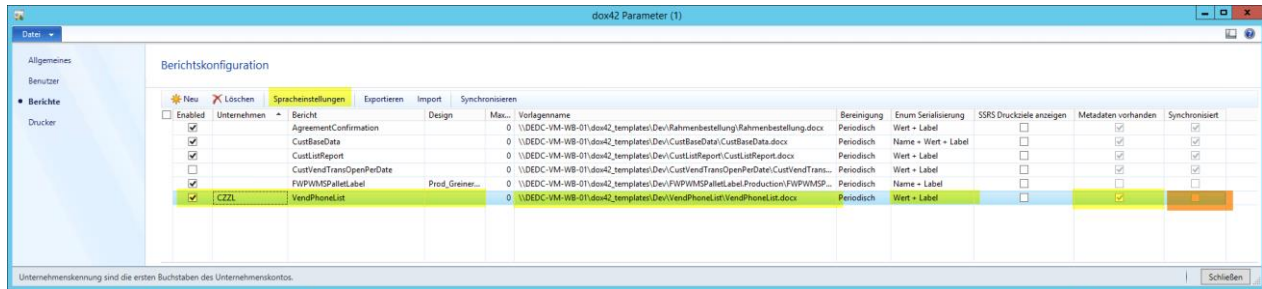 dox42 Parameter (1)
Datei
Allgemeines
Benutzer
Berichte
Drucker
Berichtskonfiguration
Neu Löschen Spracheinstellungen Exportieren Import Synchronisieren
Enabled Unternehmen Bericht Design Max... Vorlagenname Bereinigung Enum Serialisierung SSRS Druckziele anzeigen Metadaten vorhanden Synchronisiert
AgreementConfirmation 0 \\DEDC-VM-WB-01\dox42_templates\Dev\Rahmenbestellung\Rahmenbestellung.docx Periodisch Wert + Label
CustBaseData 0 \\DEDC-VM-WB-01\dox42_templates\Dev\CustBaseData\CustBaseData.docx Periodisch Name + Wert + Label
CustListReport 0 \\DEDC-VM-WB-01\dox42_templates\Dev\CustListReport\CustListReport.docx Periodisch Wert + Label
CustVendTransOpenPerDate 0 \\DEDC-VM-WB-01\dox42_templates\Dev\CustVendTransOpenPerDate\CustVendTrans... Periodisch Wert + Label
FWPWMSPalletLabel Prod_Greiner... 0 \\DEDC-VM-WB-01\dox42_templates\Dev\FWPWMSPalletLabel.Production\FWPWMSP... Periodisch Name + Label
CZZL VendPhoneList 0 \\DEDC-VM-WB-01\dox42_templates\Dev\VendPhoneList\VendPhoneList.docx Periodisch Wert + Label
Unternehmenskennung sind die ersten Buchstaben des Unternehmenskontos.
Schließen